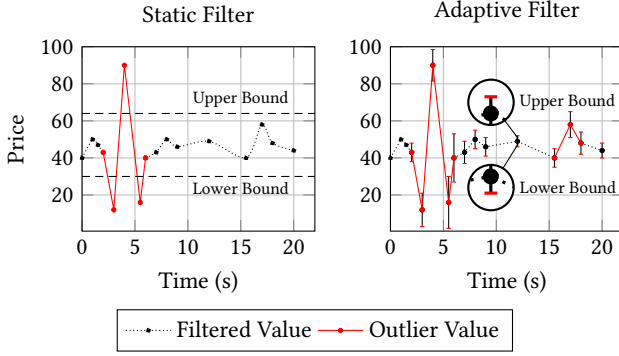 Static Filter
Adaptive Filter
100
80
60
40
20
Price
Upper Bound
Lower Bound
0
5
10
15
20
Time (s)
100
80
60
40
20
Upper Bound
Lower Bound
0
5
10
15
20
Time (s)
Filtered Value
Outlier Value